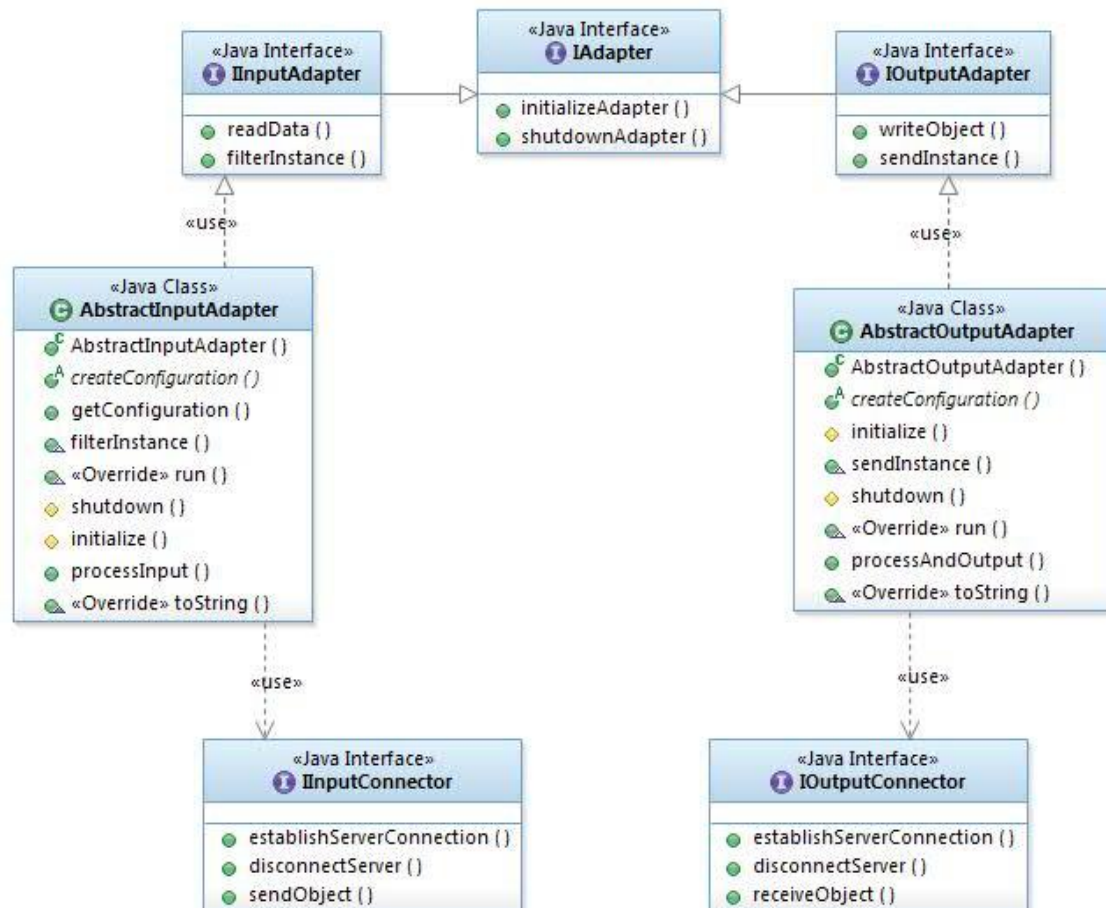 «Java Interface»
IInputAdapter
readData ( )
filterInstance ( )
«Java Interface»
IAdapter
initializeAdapter ( )
shutdownAdapter ( )
«Java Interface»
IOutputAdapter
writeObject ( )
sendInstance ( )
«use»
«use»
«Java Class»
AbstractInputAdapter
AbstractInputAdapter ( )
createConfiguration ( )
getConfiguration ( )
filterInstance ( )
«Override» run ( )
shutdown ( )
initialize ( )
processInput ( )
«Override» toString ( )
«Java Class»
AbstractOutputAdapter
AbstractOutputAdapter ( )
createConfiguration ( )
initialize ( )
sendInstance ( )
shutdown ( )
«Override» run ( )
processAndOutput ( )
«Override» toString ( )
«use»
«use»
«Java Interface»
IInputConnector
establishServerConnection ( )
disconnectServer ( )
sendObject ( )
«Java Interface»
IOutputConnector
establishServerConnection ( )
disconnectServer ( )
receiveObject ( )